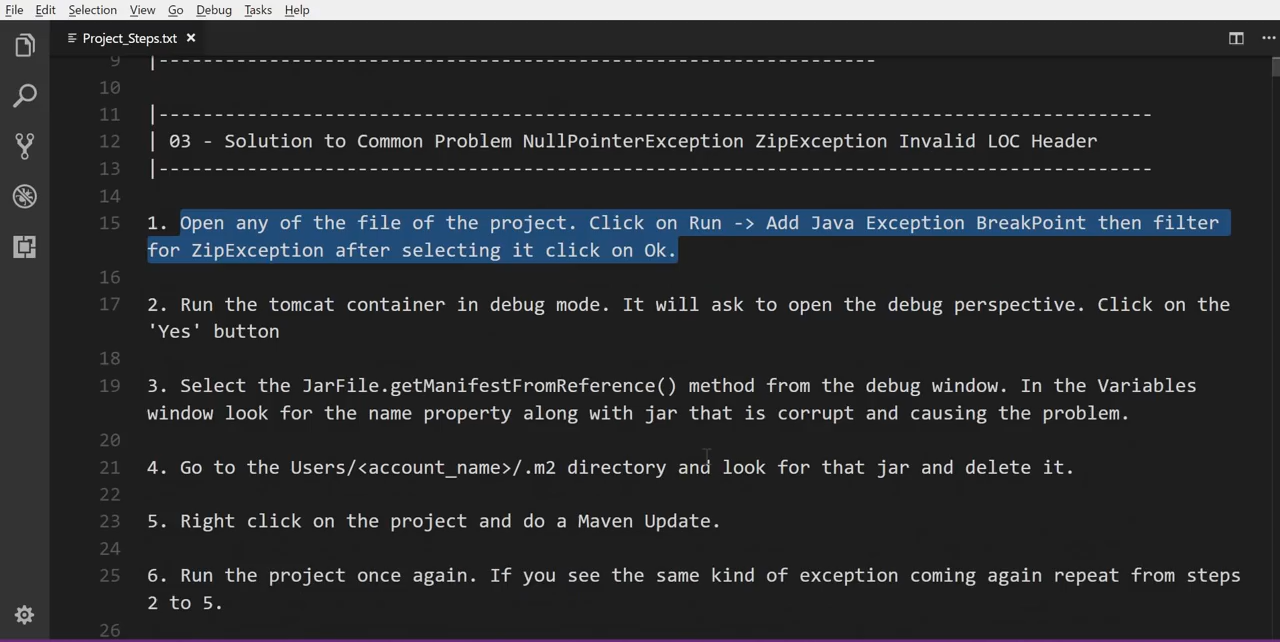 File Edit Selection View Go Debug Tasks Help
Project_Steps.txt
9 |-----------------------------------------------------------------
10
11 |------------------------------------------------------------------------------------------
12 | 03 - Solution to Common Problem NullPointerException ZipException Invalid LOC Header
13 |------------------------------------------------------------------------------------------
14
15 1. Open any of the file of the project. Click on Run -> Add Java Exception BreakPoint then filter
for ZipException after selecting it click on Ok.
16
17 2. Run the tomcat container in debug mode. It will ask to open the debug perspective. Click on the
'Yes' button
18
19 3. Select the JarFile.getManifestFromReference() method from the debug window. In the Variables
window look for the name property along with jar that is corrupt and causing the problem.
20
21 4. Go to the Users/<account_name>/.m2 directory and look for that jar and delete it.
22
23 5. Right click on the project and do a Maven Update.
24
25 6. Run the project once again. If you see the same kind of exception coming again repeat from steps
2 to 5.
26